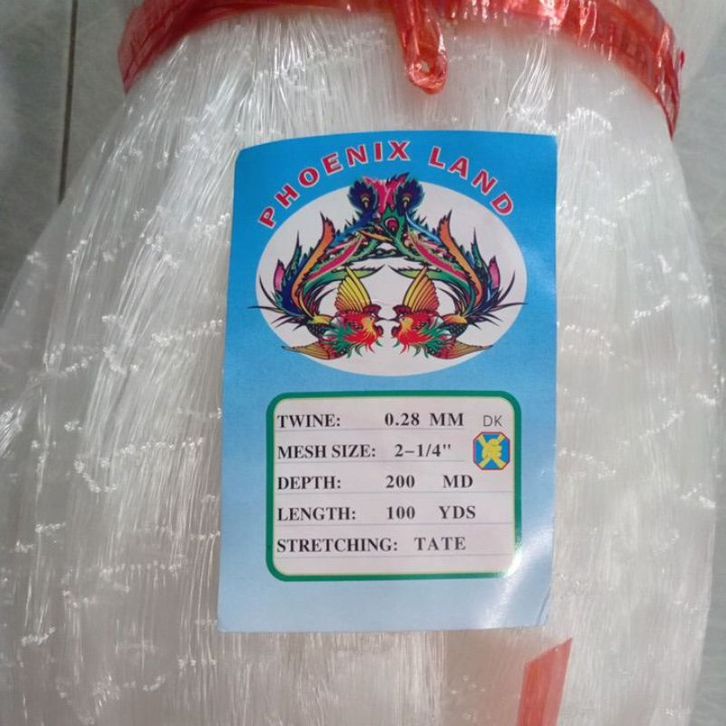 PHOENIX LAND
TWINE: 0.28 MM DK
MESH SIZE: 2-1/4"
DEPTH: 200 MD
LENGTH: 100 YDS
STRETCHING: TATE